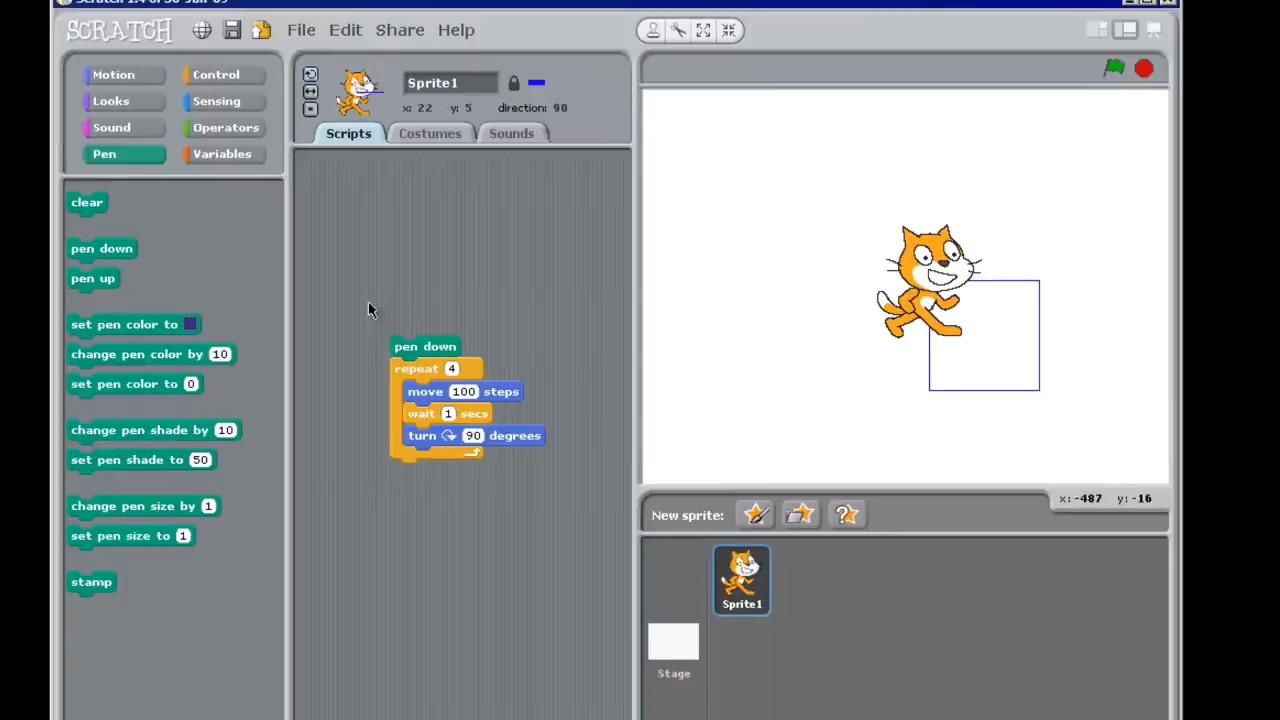 SCRATCH File Edit Share Help
Motion Control
Looks Sensing
Sound Operators
Pen Variables
Sprite1
x: 22 y: 5 direction: 90
Scripts Costumes Sounds
clear
pen down
pen up
set pen color to
change pen color by 10
set pen color to 0
change pen shade by 10
set pen shade to 50
change pen size by 1
set pen size to 1
stamp
pen down
repeat 4
move 100 steps
wait 1 secs
turn 90 degrees
x: -487 y: -16
New sprite:
Sprite1
Stage